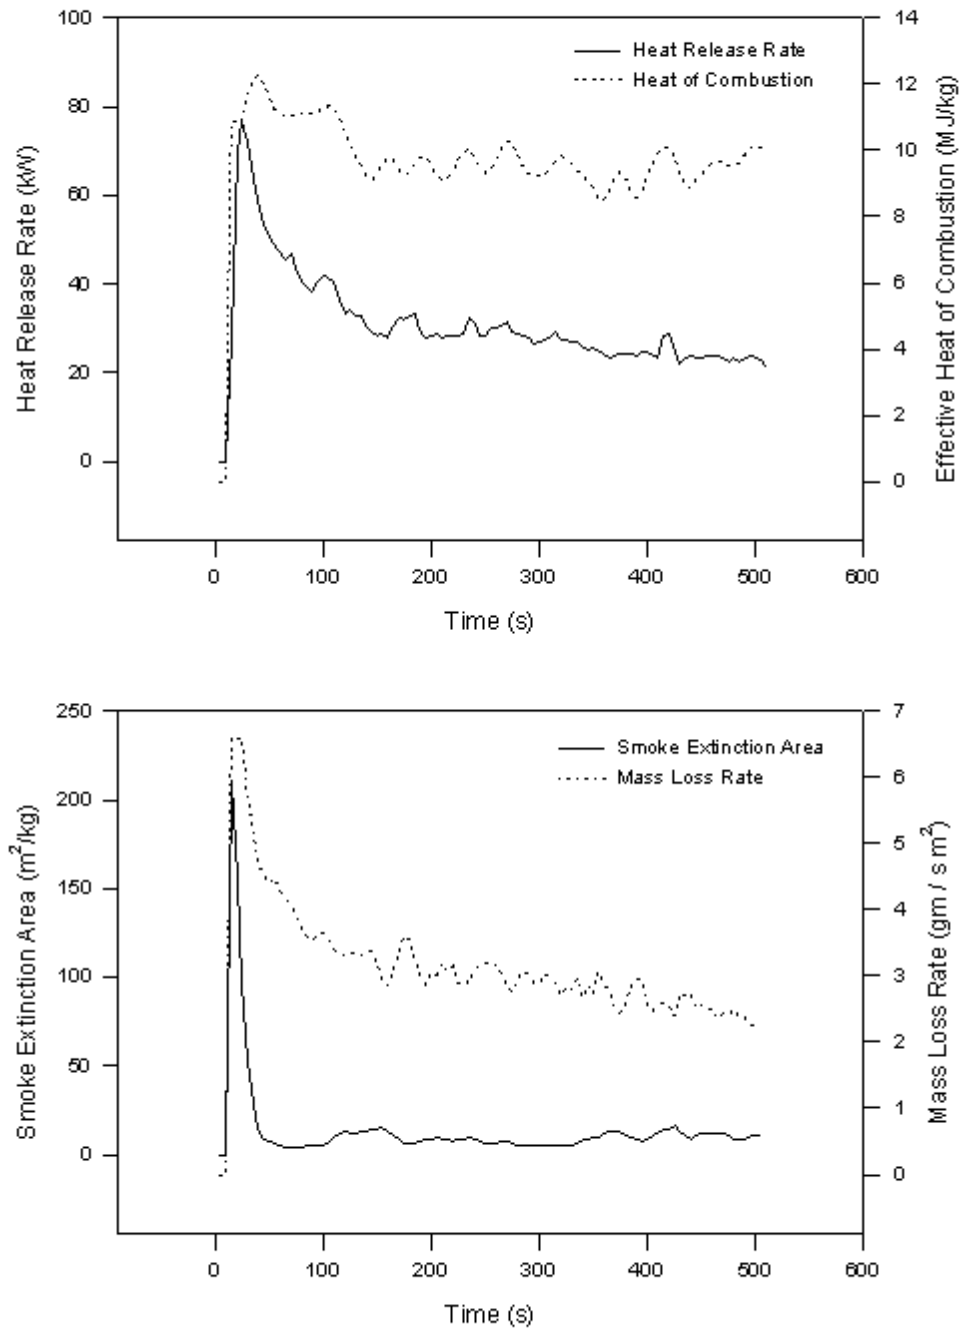 100
80
60
40
20
0
Heat Release Rate (kW)
Heat Release Rate
Heat of Combustion
14
12
10
8
6
4
2
0
Effective Heat of Combustion (MJ/kg)
0 100 200 300 400 500 600
Time (s)
250
200
150
100
50
0
Smoke Extinction Area (m²/kg)
Smoke Extinction Area
Mass Loss Rate
7
6
5
4
3
2
1
0
Mass Loss Rate (gm / s m²)
0 100 200 300 400 500 600
Time (s)